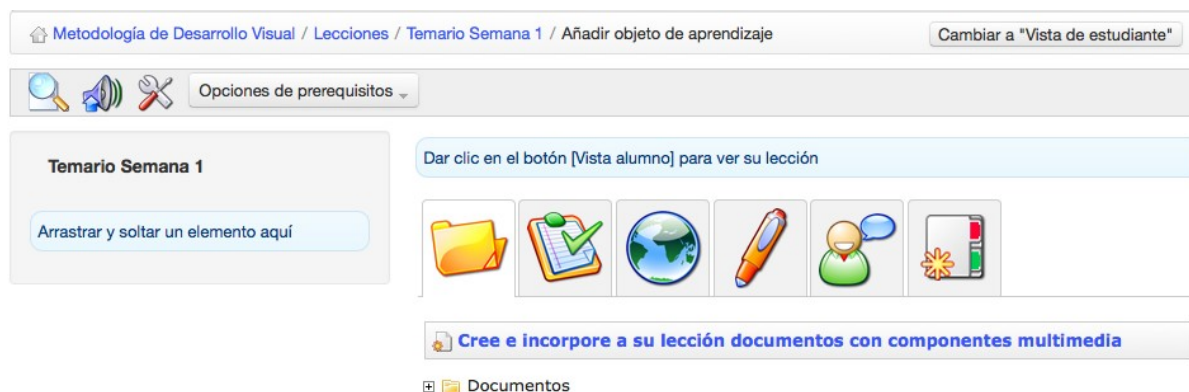 Metodología de Desarrollo Visual / Lecciones / Temario Semana 1 / Añadir objeto de aprendizaje
Cambiar a "Vista de estudiante"
Opciones de prerequisitos
Temario Semana 1
Arrastrar y soltar un elemento aquí
Dar clic en el botón [Vista alumno] para ver su lección
Cree e incorpore a su lección documentos con componentes multimedia
Documentos